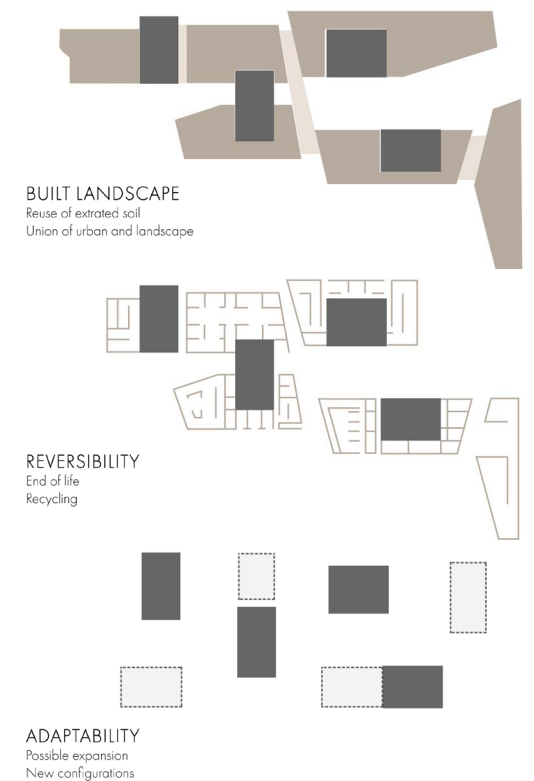 BUILT LANDSCAPE
Reuse of extrated soil
Union of urban and landscape
REVERSIBILITY
End of life
Recycling
ADAPTABILITY
Possible expansion
New configurations